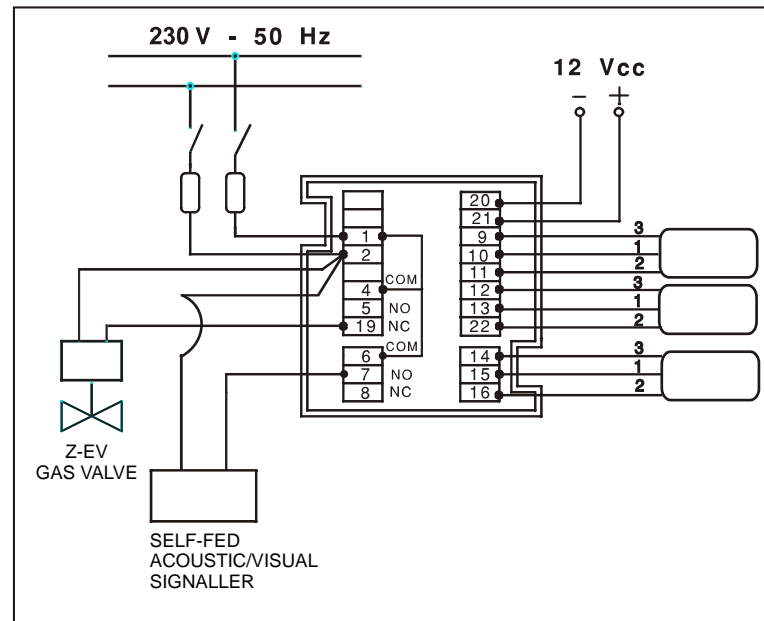 230 V - 50 Hz
12 Vcc
- +
20
21
1
9
3
2
10
1
11
2
COM
4
12
3
5
NO
13
1
19
NC
22
2
COM
6
14
3
7
NO
15
1
8
NC
16
2
Z-EV
GAS VALVE
SELF-FED
ACOUSTIC/VISUAL
SIGNALLER